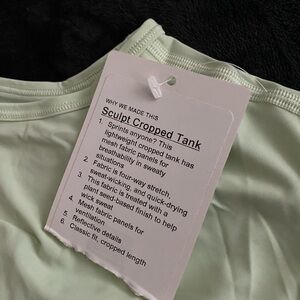 WHY WE MADE THIS
Sculpt Cropped Tank
1. Sprints anyone? This
lightweight cropped tank has
mesh fabric panels for
breathability in sweaty
situations
2. Fabric is four-way stretch,
sweat-wicking, and quick-drying
3. This fabric is treated with a
plant seed-based finish to help
wick sweat
4. Mesh fabric panels for
ventilation
5. Reflective details
6. Classic fit, cropped length